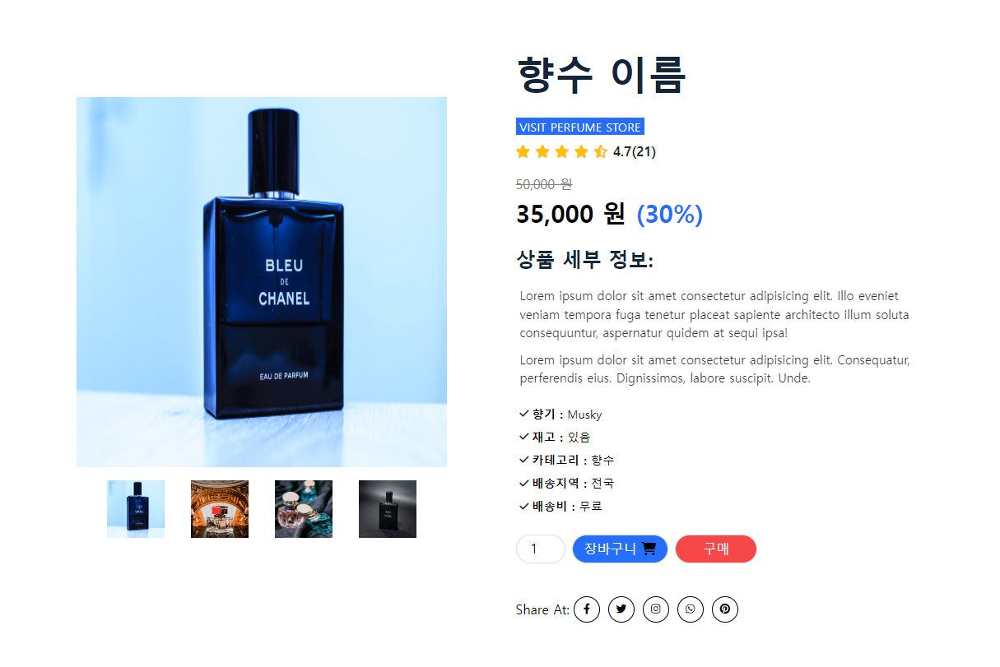 향수 이름
VISIT PERFUME STORE
4.7(21)
50,000 원
35,000 원 (30%)
상품 세부 정보:
Lorem ipsum dolor sit amet consectetur adipisicing elit. Illo eveniet
veniam tempora fuga tenetur placeat sapiente architecto illum soluta
consequuntur, aspernatur quidem at sequi ipsa!
Lorem ipsum dolor sit amet consectetur adipisicing elit. Consequatur,
perferendis eius. Dignissimos, labore suscipit. Unde.
향기 : Musky
재고 : 있음
카테고리 : 향수
배송지역 : 전국
배송비 : 무료
1 장바구니 구매
Share At:
BLEU
DE
CHANEL
EAU DE PARFUM